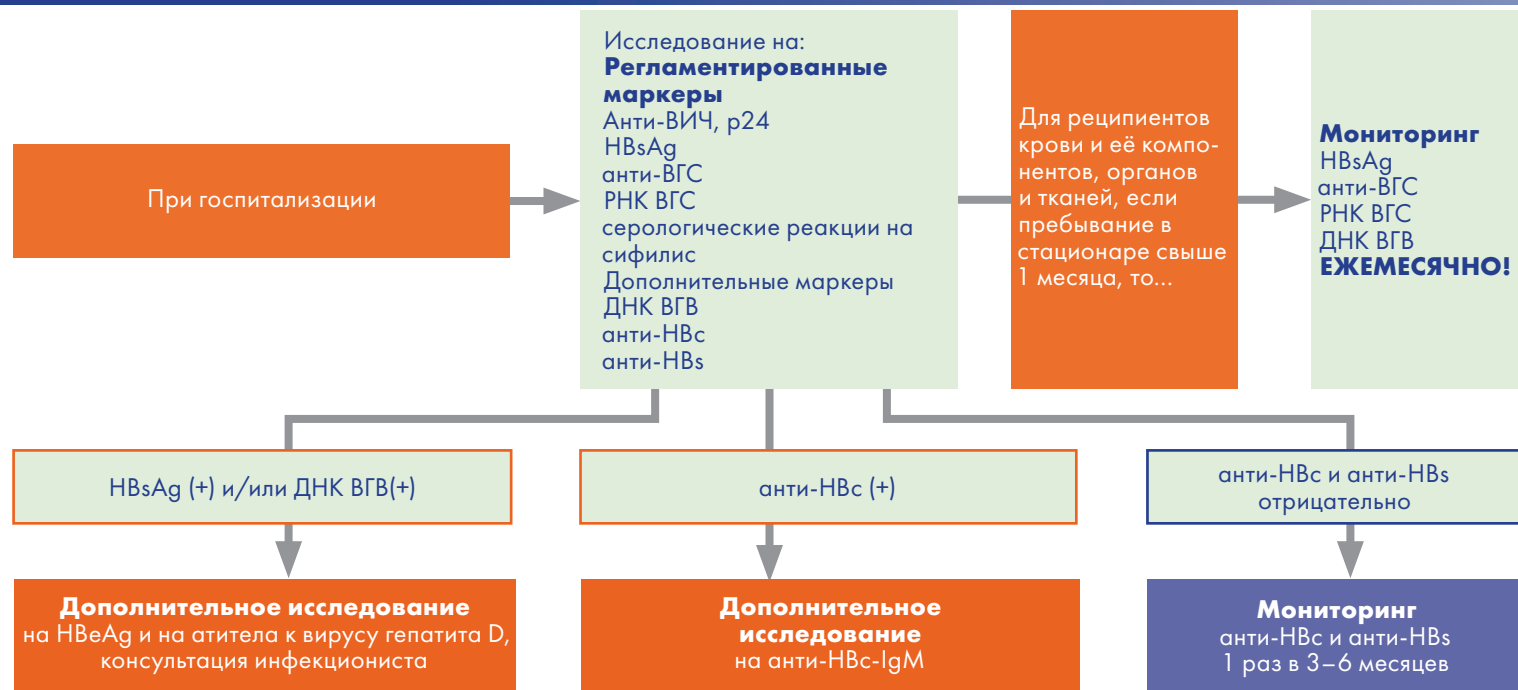 При госпитализации
Исследование на:
Регламентированные
маркеры
Анти-ВИЧ, p24
HBsAg
анти-ВГС
РНК ВГС
серологические реакции на
сифилис
Дополнительные маркеры
ДНК ВГВ
анти-HBc
анти-HBs
Для реципиентов
крови и её компо-
нентов, органов
и тканей, если
пребывание в
стационаре свыше
1 месяца, то...
Мониторинг
HBsAg
анти-ВГС
РНК ВГС
ДНК ВГВ
ЕЖЕМЕСЯЧНО!
HBsAg (+) и/или ДНК ВГВ(+)
анти-HBc (+)
анти-HBc и анти-HBs
отрицательно
Дополнительное исследование
на HBeAg и на атитела к вирусу гепатита D,
консультация инфекциониста
Дополнительное
исследование
на анти-HBc-IgM
Мониторинг
анти-HBc и анти-HBs
1 раз в 3–6 месяцев